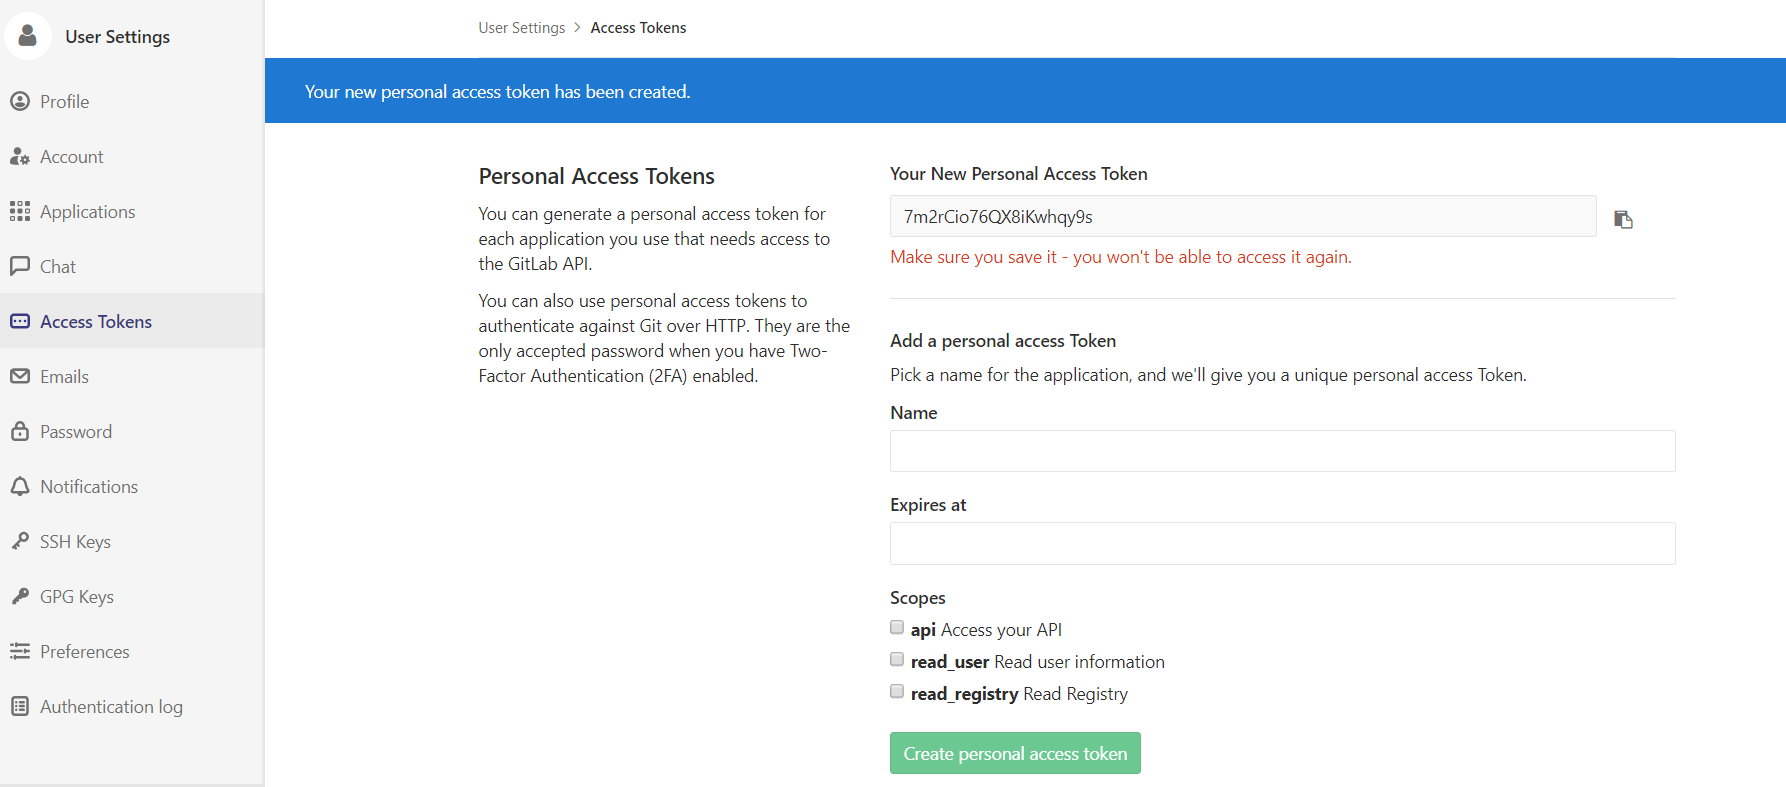 User Settings
Profile
Account
Applications
Chat
Access Tokens
Emails
Password
Notifications
SSH Keys
GPG Keys
Preferences
Authentication log
User Settings > Access Tokens
Your new personal access token has been created.
Personal Access Tokens
You can generate a personal access token for
each application you use that needs access to
the GitLab API.
You can also use personal access tokens to
authenticate against Git over HTTP. They are the
only accepted password when you have Two-
Factor Authentication (2FA) enabled.
Your New Personal Access Token
7m2rCio76QX8iKwhqy9s
Make sure you save it - you won't be able to access it again.
Add a personal access Token
Pick a name for the application, and we'll give you a unique personal access Token.
Name
Expires at
Scopes
api Access your API
read_user Read user information
read_registry Read Registry
Create personal access token